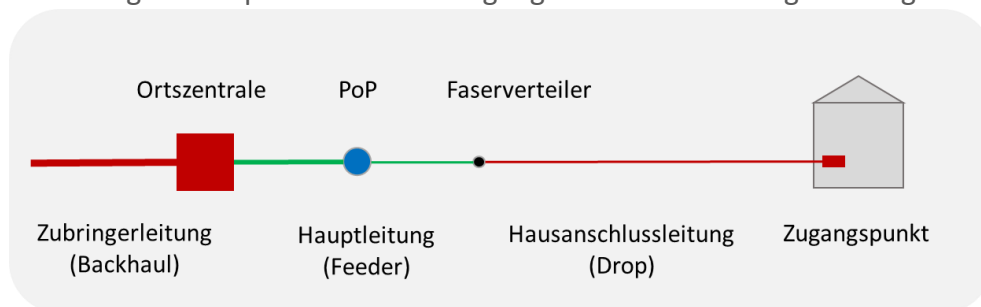 Ortszentrale PoP Faserverteiler
Zubringerleitung Hauptleitung Hausanschlussleitung Zugangspunkt
(Backhaul) (Feeder) (Drop)